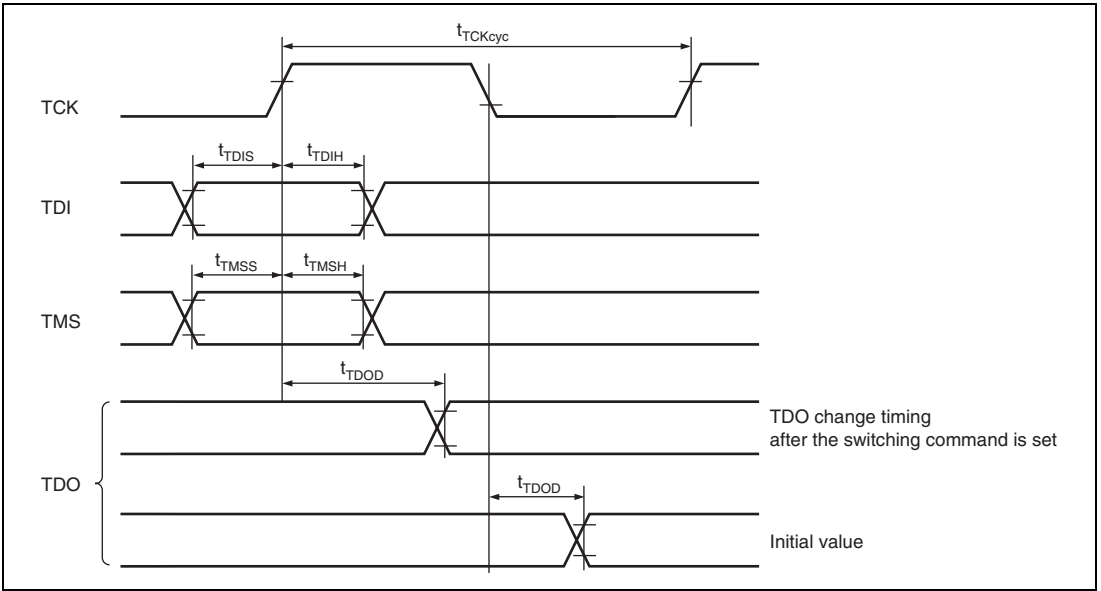 tTCKcyc
TCK
tTDIS
tTDIH
TDI
tTMSS
tTMSH
TMS
tTDOD
TDO change timing
after the switching command is set
TDO
tTDOD
Initial value